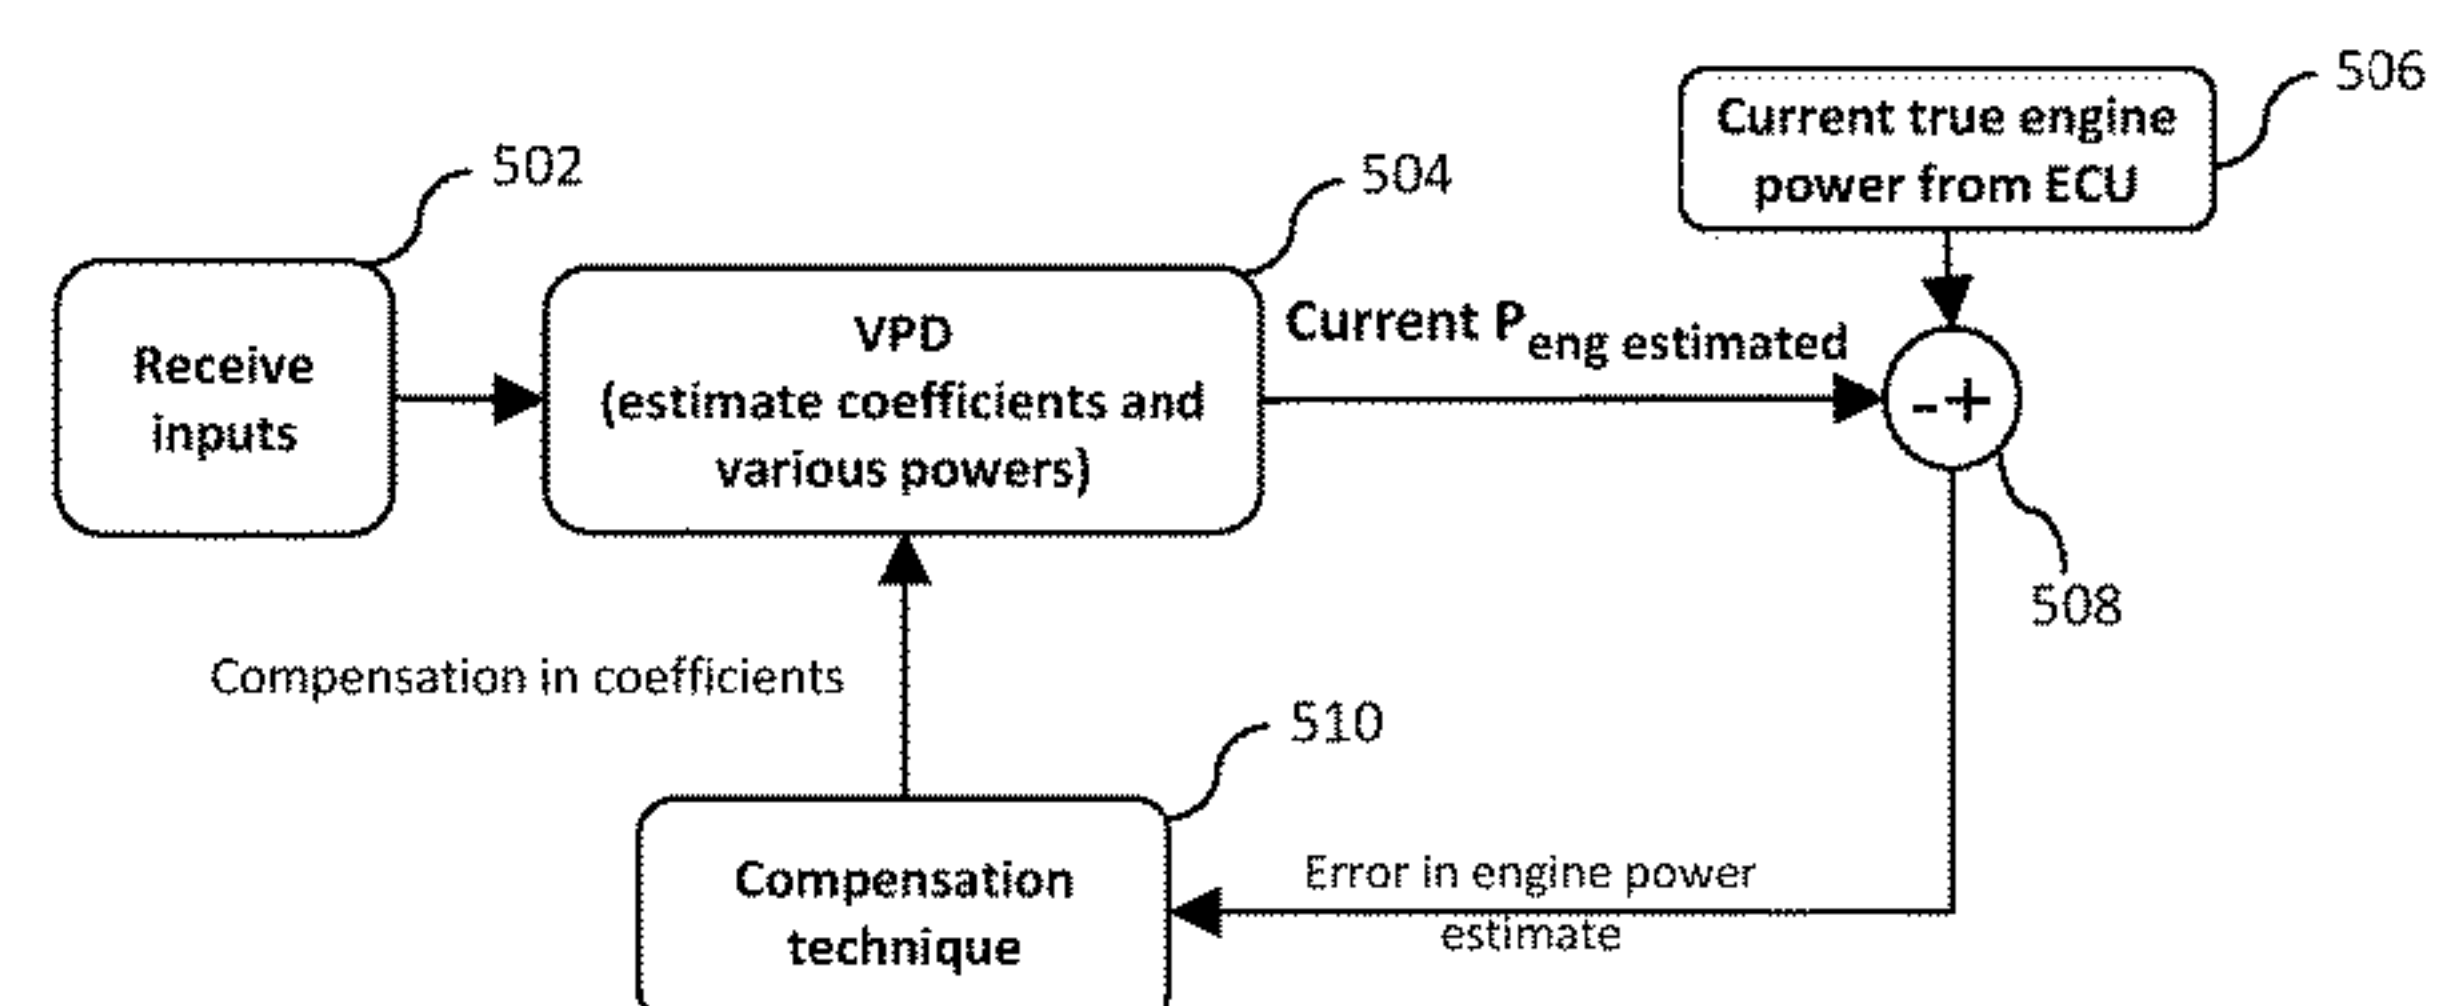 506
Current true engine
power from ECU
502
504
Receive
inputs
VPD
(estimate coefficients and
various powers)
Current P eng estimated
-+
508
Compensation in coefficients
510
Compensation
technique
Error in engine power
estimate